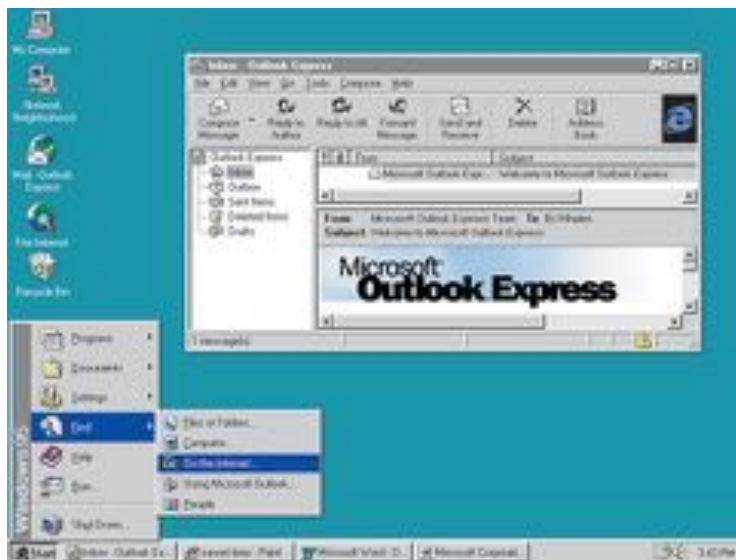 My Computer
Network
Neighborhood
Mail - Outlook
Express
The Internet
Recycle Bin
Inbox - Outlook Express
File Edit View Go Tools Compose Help
Compose
Message
Reply to
Author
Reply to All
Forward
Message
Send and
Receive
Delete
Address
Book
Outlook Express
Inbox
Outbox
Sent Items
Deleted Items
Drafts
From Subject
Microsoft Outlook Exp... Welcome to Microsoft Outlook Express
From: Microsoft Outlook Express Team To:
Subject: Welcome to Microsoft Outlook Express
Microsoft
Outlook Express
1 message(s)
Programs
Documents
Settings
Find
Help
Run...
Shut Down...
Windows95
Files or Folders...
Computer...
On the Internet...
Using Microsoft Outlook...
People
Start Inbox - Outlook Ex... Paint Microsoft Word - D...
3:43 PM